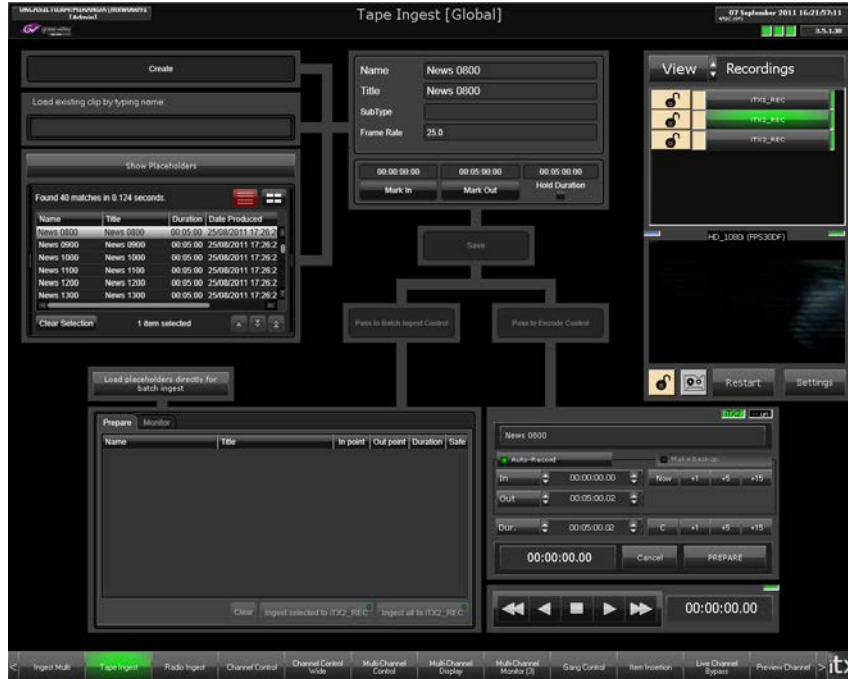 [Admin]
Tape Ingest [Global]
07 September 2011 16:21:57:11
3.5.1.30
Create
Load existing clip by typing name:
Show Placeholders
Found 40 matches in 0.124 seconds.
Name Title Duration Date Produced
News 0800 News 0800 00:05:00 25/08/2011 17:26:2
News 0900 News 0900 00:05:00 25/08/2011 17:26:2
News 1000 News 1000 00:05:00 25/08/2011 17:26:2
News 1100 News 1100 00:05:00 25/08/2011 17:26:2
News 1200 News 1200 00:05:00 25/08/2011 17:26:2
News 1300 News 1300 00:05:00 25/08/2011 17:26:2
Clear Selection 1 item selected
Name News 0800
Title News 0800
SubType
Frame Rate 25.0
00:00:00:00 00:05:00:00 00:05:00:00
Mark In Mark Out Hold Duration
Save
Pass to Batch Ingest Control Pass to Encode Control
View Recordings
iTX1_REC
iTX2_REC
iTX3_REC
HD_1080i (FPS30DF)
Restart Settings
Load placeholders directly for
batch ingest
Prepare Monitor
Name Title In point Out point Duration Safe
Clear Ingest selected to iTX2_REC Ingest all to iTX2_REC
News 0800
Auto-Record Make Backup
In 00:00:00.00 Now +1 +5 +15
Out 00:05:00.02
Dur. 00:05:00.02 C +1 +5 +15
00:00:00.00 Cancel PREPARE
00:00:00.00
< Ingest Multi Tape Ingest Radio Ingest Channel Control Channel Control Wide Multi-Channel Control Multi-Channel Display Multi-Channel Monitor (3) Gang Control Item Insertion Live Channel Bypass Preview Channel > itx